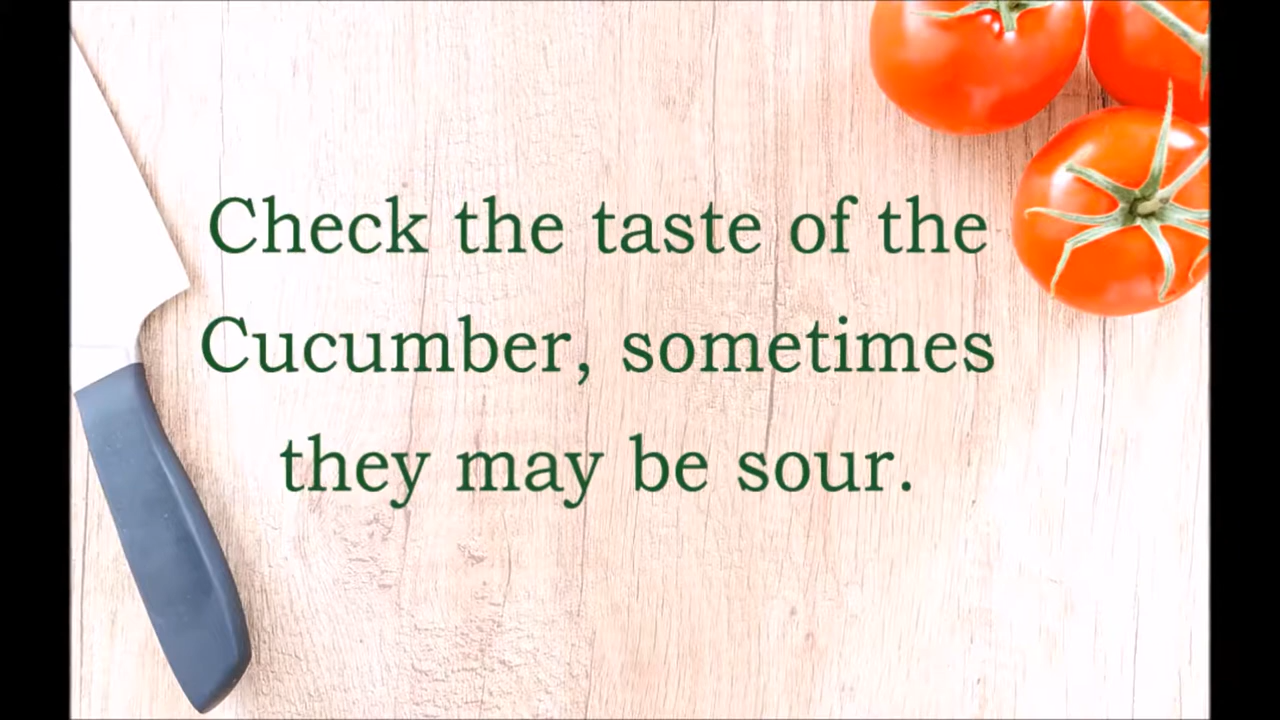 Check the taste of the
Cucumber, sometimes
they may be sour.